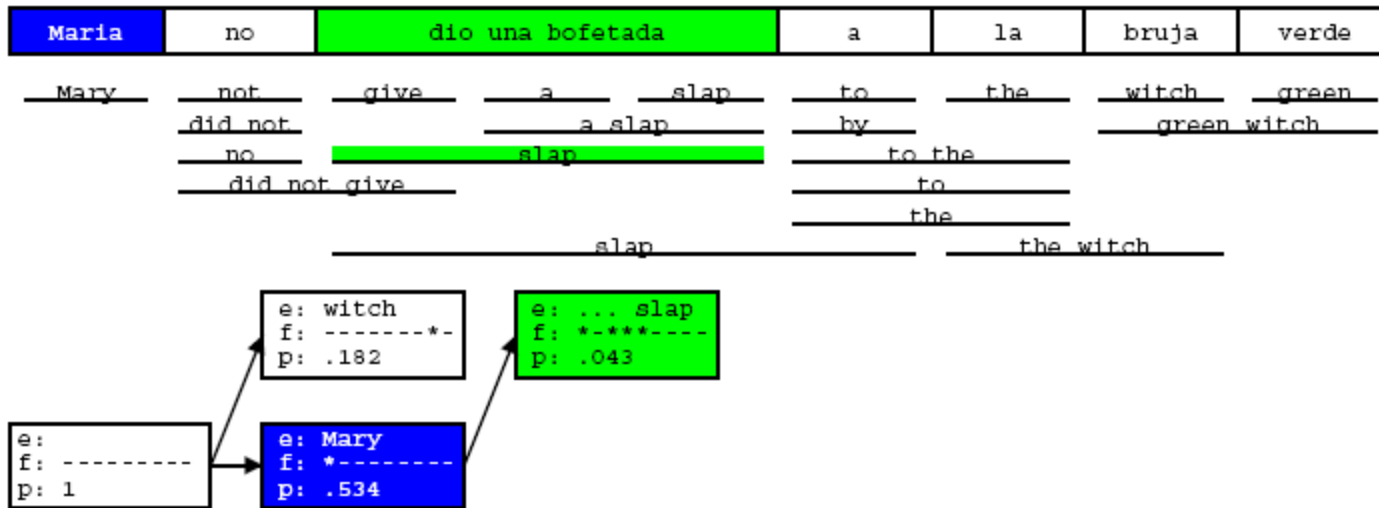 Maria no dio una bofetada a la bruja verde
Mary not give a slap to the witch green
did not a slap by green witch
no slap to the
did not give to
the
slap the witch
e: witch
f: -------*-
p: .182
e: ... slap
f: *-***----
p: .043
e:
f: ---------
p: 1
e: Mary
f: *--------
p: .534